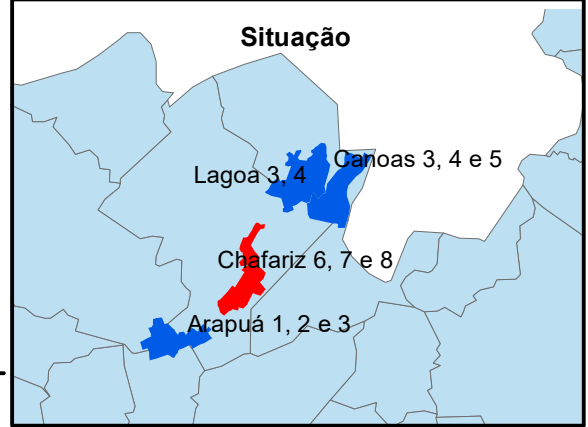 Situação
Canoas 3, 4 e 5
Lagoa 3, 4
Chafariz 6, 7 e 8
Arapuá 1, 2 e 3